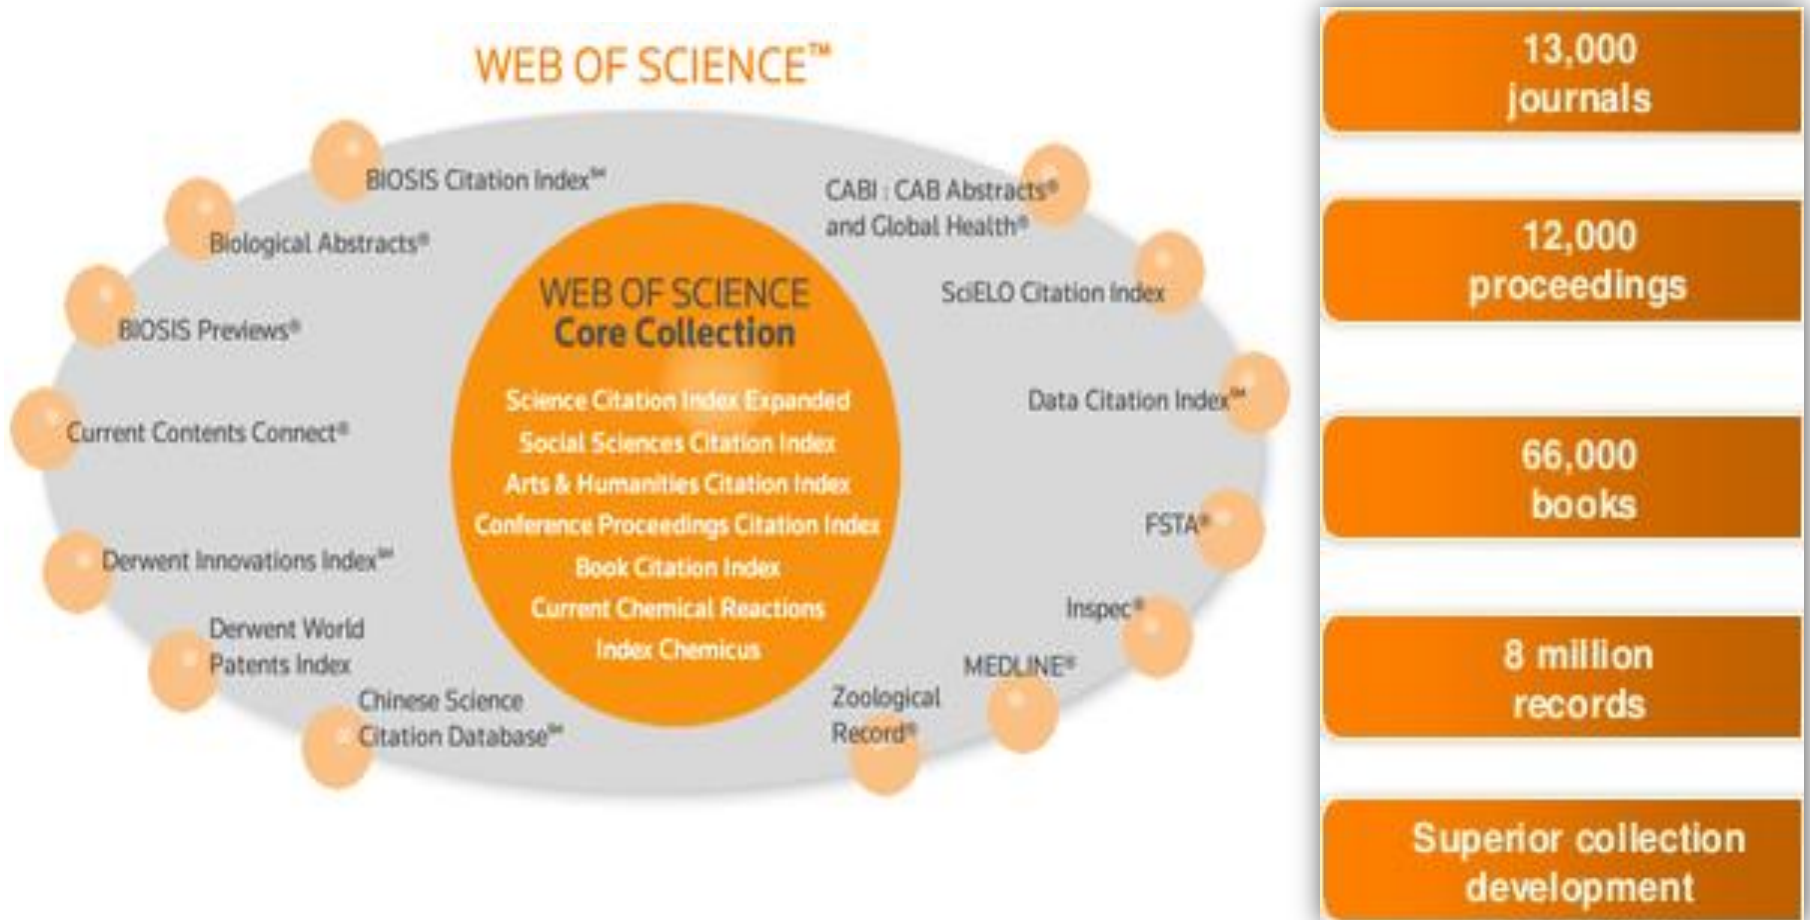 WEB OF SCIENCE™
BIOSIS Citation Index℠
Biological Abstracts®
BIOSIS Previews®
Current Contents Connect®
Derwent Innovations Index℠
Derwent World
Patents Index
Chinese Science
Citation Database℠
WEB OF SCIENCE
Core Collection
Science Citation Index Expanded
Social Sciences Citation Index
Arts & Humanities Citation Index
Conference Proceedings Citation Index
Book Citation Index
Current Chemical Reactions
Index Chemicus
CABI : CAB Abstracts®
and Global Health®
SciELO Citation Index
Data Citation Index℠
FSTA®
Inspec®
MEDLINE®
Zoological
Record®
13,000
journals
12,000
proceedings
66,000
books
8 million
records
Superior collection
development